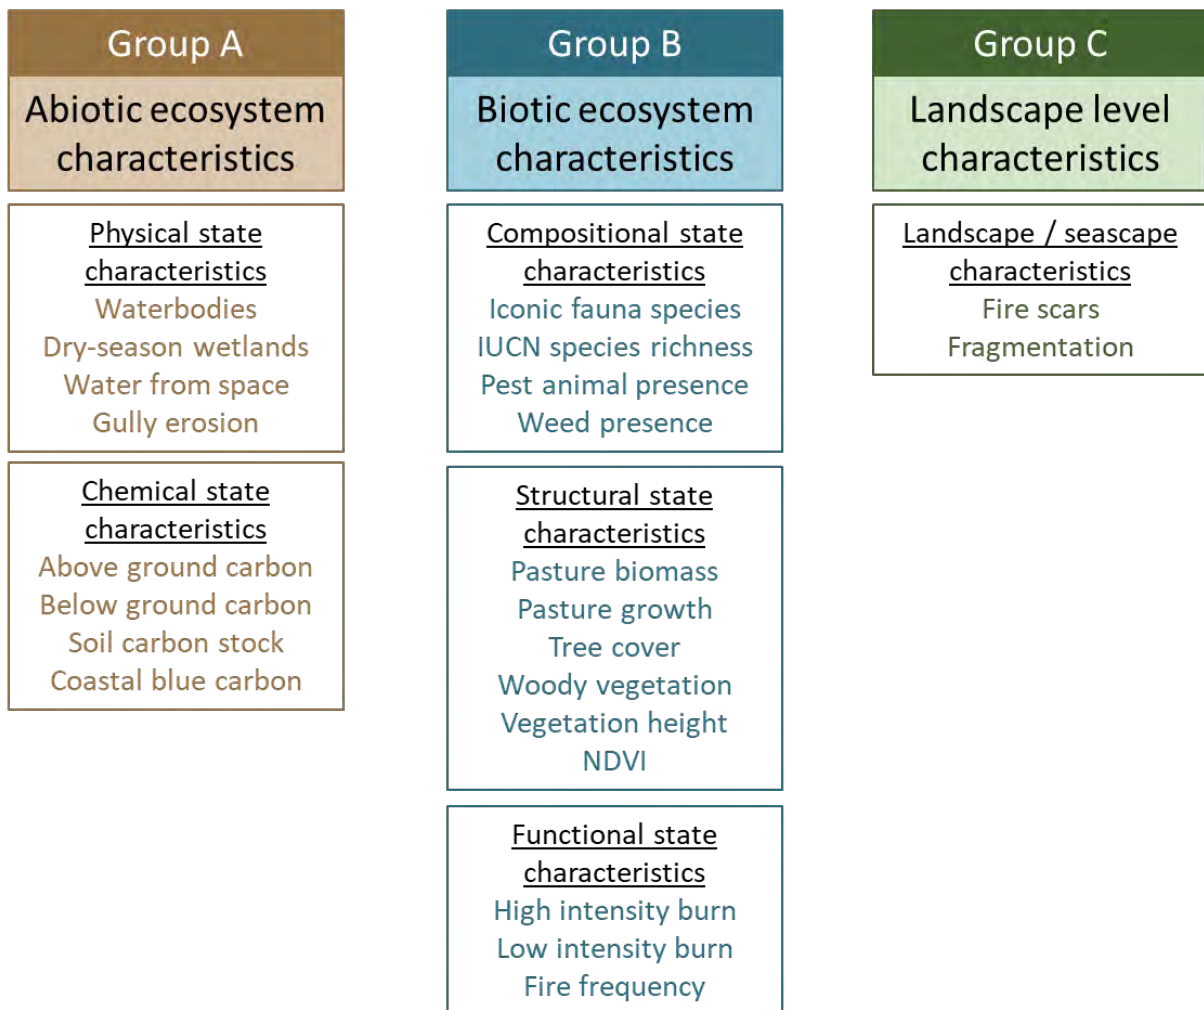 Group A
Abiotic ecosystem
characteristics
Physical state
characteristics
Waterbodies
Dry-season wetlands
Water from space
Gully erosion
Chemical state
characteristics
Above ground carbon
Below ground carbon
Soil carbon stock
Coastal blue carbon
Group B
Biotic ecosystem
characteristics
Compositional state
characteristics
Iconic fauna species
IUCN species richness
Pest animal presence
Weed presence
Structural state
characteristics
Pasture biomass
Pasture growth
Tree cover
Woody vegetation
Vegetation height
NDVI
Functional state
characteristics
High intensity burn
Low intensity burn
Fire frequency
Group C
Landscape level
characteristics
Landscape / seascape
characteristics
Fire scars
Fragmentation